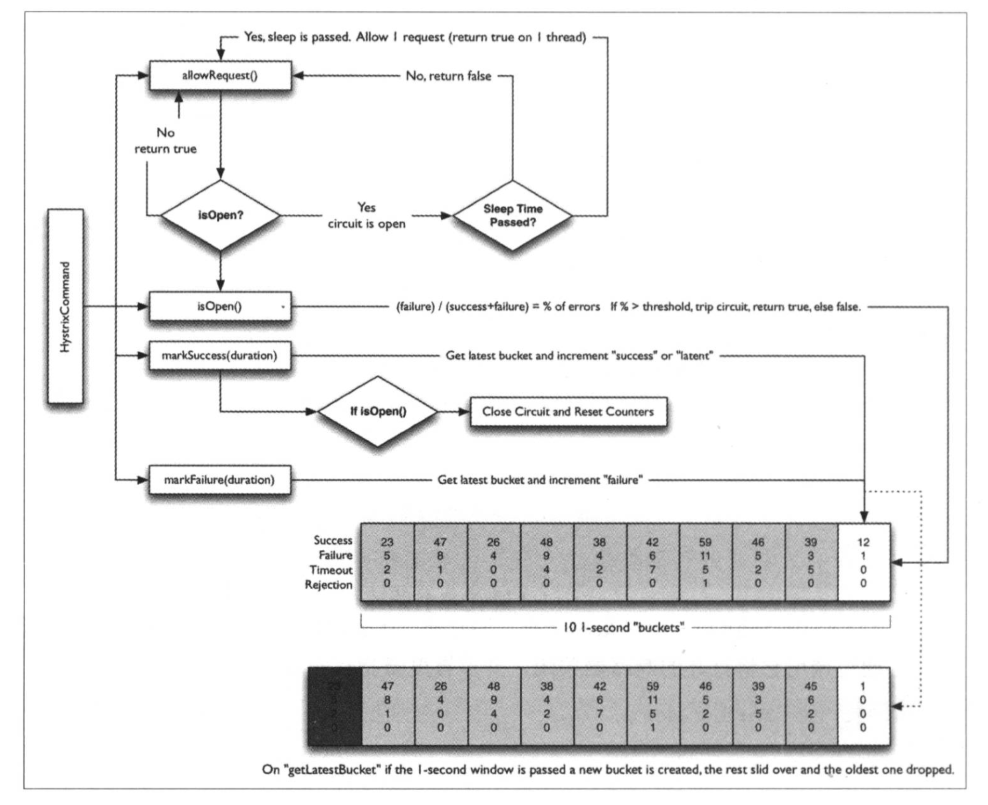 Yes, sleep is passed. Allow 1 request (return true on 1 thread)
allowRequest()
No, return false
No
return true
isOpen?
Yes
circuit is open
Sleep Time
Passed?
HystrixCommand
isOpen()
(failure) / (success+failure) = % of errors If % > threshold, trip circuit, return true, else false.
markSuccess(duration)
Get latest bucket and increment "success" or "latent"
If isOpen()
Close Circuit and Reset Counters
markFailure(duration)
Get latest bucket and increment "failure"
Success 23 47 26 48 38 42 59 46 39 12
Failure 5 8 4 9 4 6 11 5 3 1
Timeout 2 1 0 4 2 7 5 2 5 0
Rejection 0 0 0 0 0 0 1 0 0 0
10 1-second "buckets"
23 47 26 48 38 42 59 46 39 45 1
8 4 9 4 6 11 5 3 6 0
1 0 4 2 7 5 2 5 2 0
0 0 0 0 0 1 0 0 0 0
On "getLatestBucket" if the 1-second window is passed a new bucket is created, the rest slid over and the oldest one dropped.